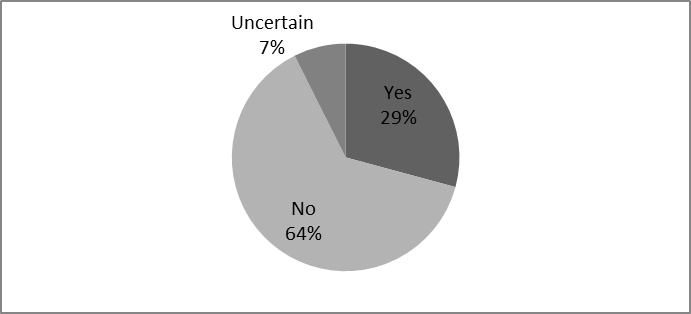 Uncertain
7%
Yes
29%
No
64%